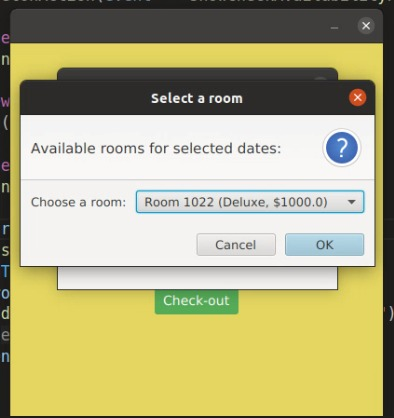 Select a room
Available rooms for selected dates:
Choose a room:
Room 1022 (Deluxe, $1000.0)
Cancel
OK
Check-out